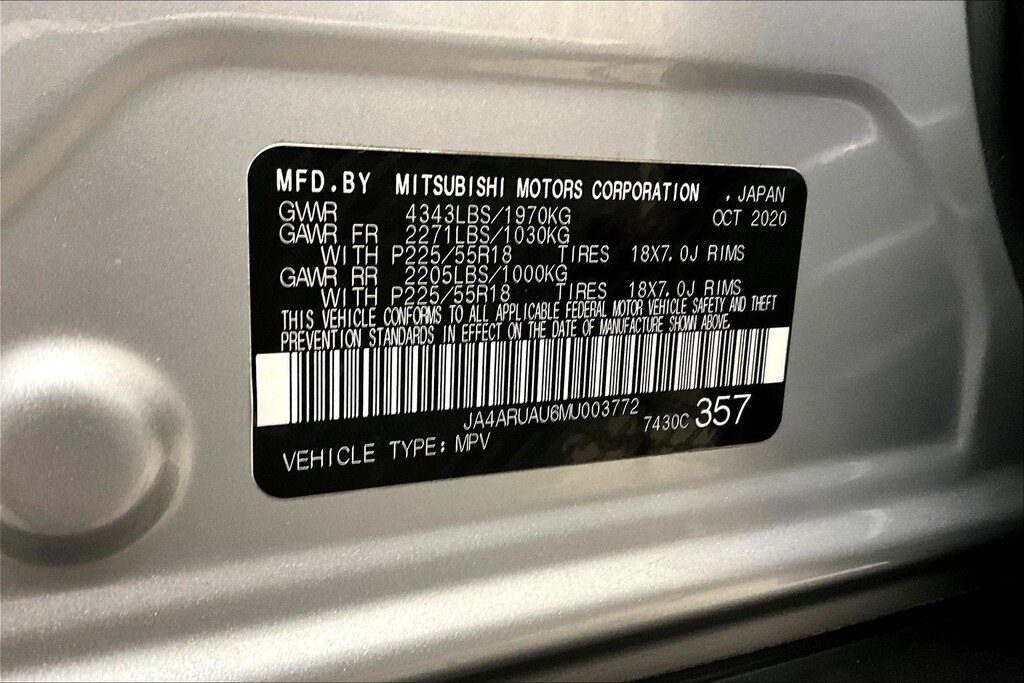 MFD.BY MITSUBISHI MOTORS CORPORATION , JAPAN
GVWR 4343LBS/1970KG OCT 2020
GAWR FR 2271LBS/1030KG
WITH P225/55R18 TIRES 18X7.0J RIMS
GAWR RR 2205LBS/1000KG
WITH P225/55R18 TIRES 18X7.0J RIMS
THIS VEHICLE CONFORMS TO ALL APPLICABLE FEDERAL MOTOR VEHICLE SAFETY AND THEFT
PREVENTION STANDARDS IN EFFECT ON THE DATE OF MANUFACTURE SHOWN ABOVE.
JA4ARUAU6MU003772
7430C 357
VEHICLE TYPE: MPV